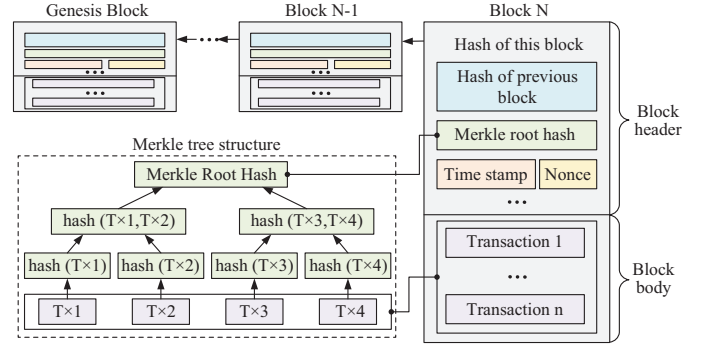 Genesis Block
Block N-1
Block N
Hash of this block
Hash of previous
block
Merkle root hash
Time stamp
Nonce
...
Block
header
...
...
...
...
...
Merkle tree structure
Merkle Root Hash
hash (T×1,T×2)
hash (T×3,T×4)
hash (T×1)
hash (T×2)
hash (T×3)
hash (T×4)
T×1
T×2
T×3
T×4
Transaction 1
...
Transaction n
Block
body